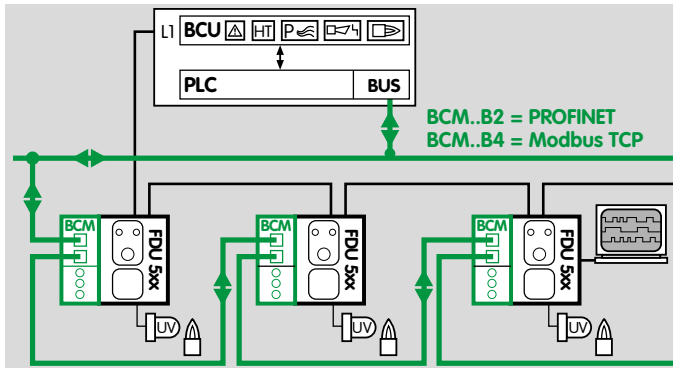 L1 BCU HT P
PLC BUS
BCM..B2 = PROFINET
BCM..B4 = Modbus TCP
BCM FDU 5xx
BCM FDU 5xx
BCM FDU 5xx
UV
UV
UV